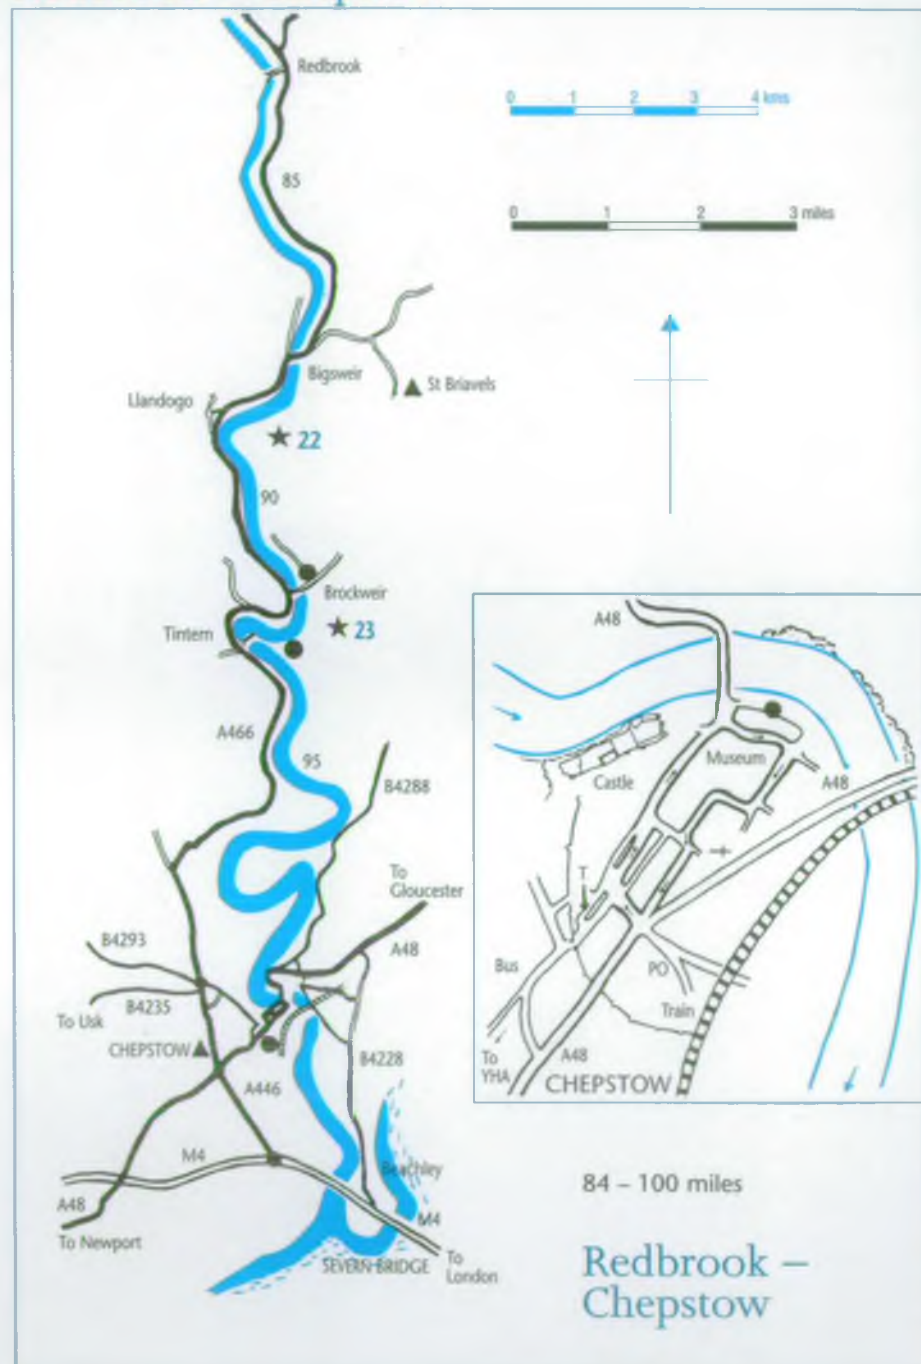 Redbrook
0 1 2 3 4 kms
85
0 1 2 3 miles
Bigsweir
St Briavels
Llandogo
22
90
Brockweir
Tintern
23
A466
95
B4288
To
Gloucester
A48
B4293
B4235
To Usk
CHEPSTOW
A446
B4228
M4
Beachley
A48
M4
To Newport
SEVERN BRIDGE
To
London
A48
Museum
Castle
A48
T
Bus
PO
Train
To
YHA
A48
CHEPSTOW
84 – 100 miles
Redbrook –
Chepstow